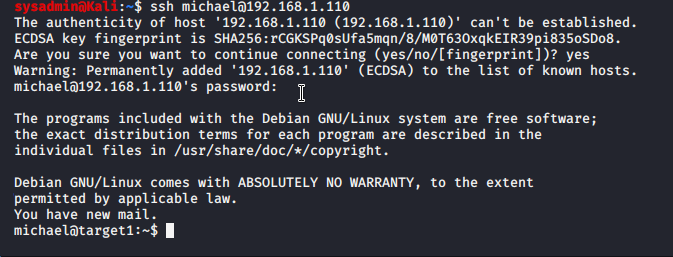 sysadmin@Kali:~$ ssh michael@192.168.1.110
The authenticity of host '192.168.1.110 (192.168.1.110)' can't be established.
ECDSA key fingerprint is SHA256:rCGKSPq0sUfa5mqn/8/M0T63OxqkEIR39pi835oSDo8.
Are you sure you want to continue connecting (yes/no/[fingerprint])? yes
Warning: Permanently added '192.168.1.110' (ECDSA) to the list of known hosts.
michael@192.168.1.110's password:
The programs included with the Debian GNU/Linux system are free software;
the exact distribution terms for each program are described in the
individual files in /usr/share/doc/*/copyright.
Debian GNU/Linux comes with ABSOLUTELY NO WARRANTY, to the extent
permitted by applicable law.
You have new mail.
michael@target1:~$